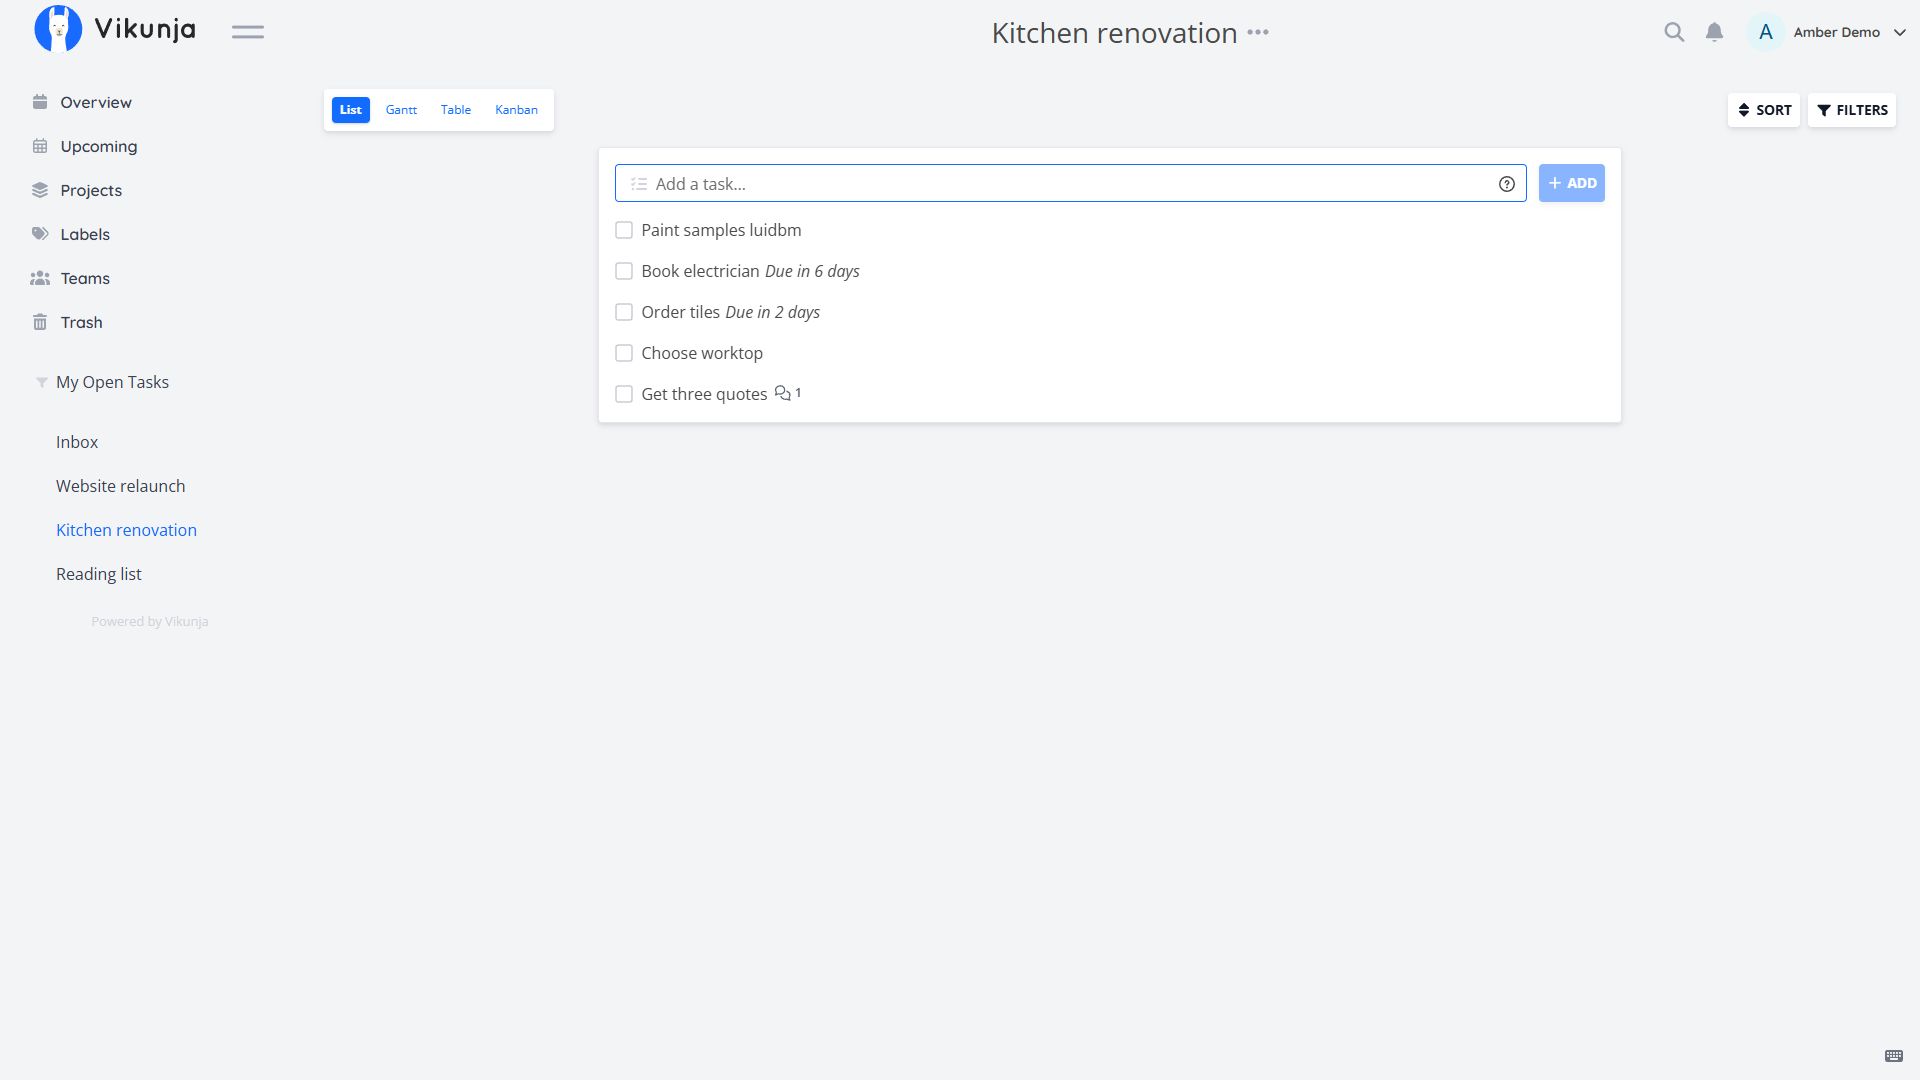 Vikunja
Kitchen renovation
A
Amber Demo
Overview
Upcoming
Projects
Labels
Teams
Trash
My Open Tasks
Inbox
Website relaunch
Kitchen renovation
Reading list
Powered by Vikunja
List Gantt Table Kanban
SORT FILTERS
Add a task...
ADD
Paint samples luidbm
Book electrician Due in 6 days
Order tiles Due in 2 days
Choose worktop
Get three quotes 1